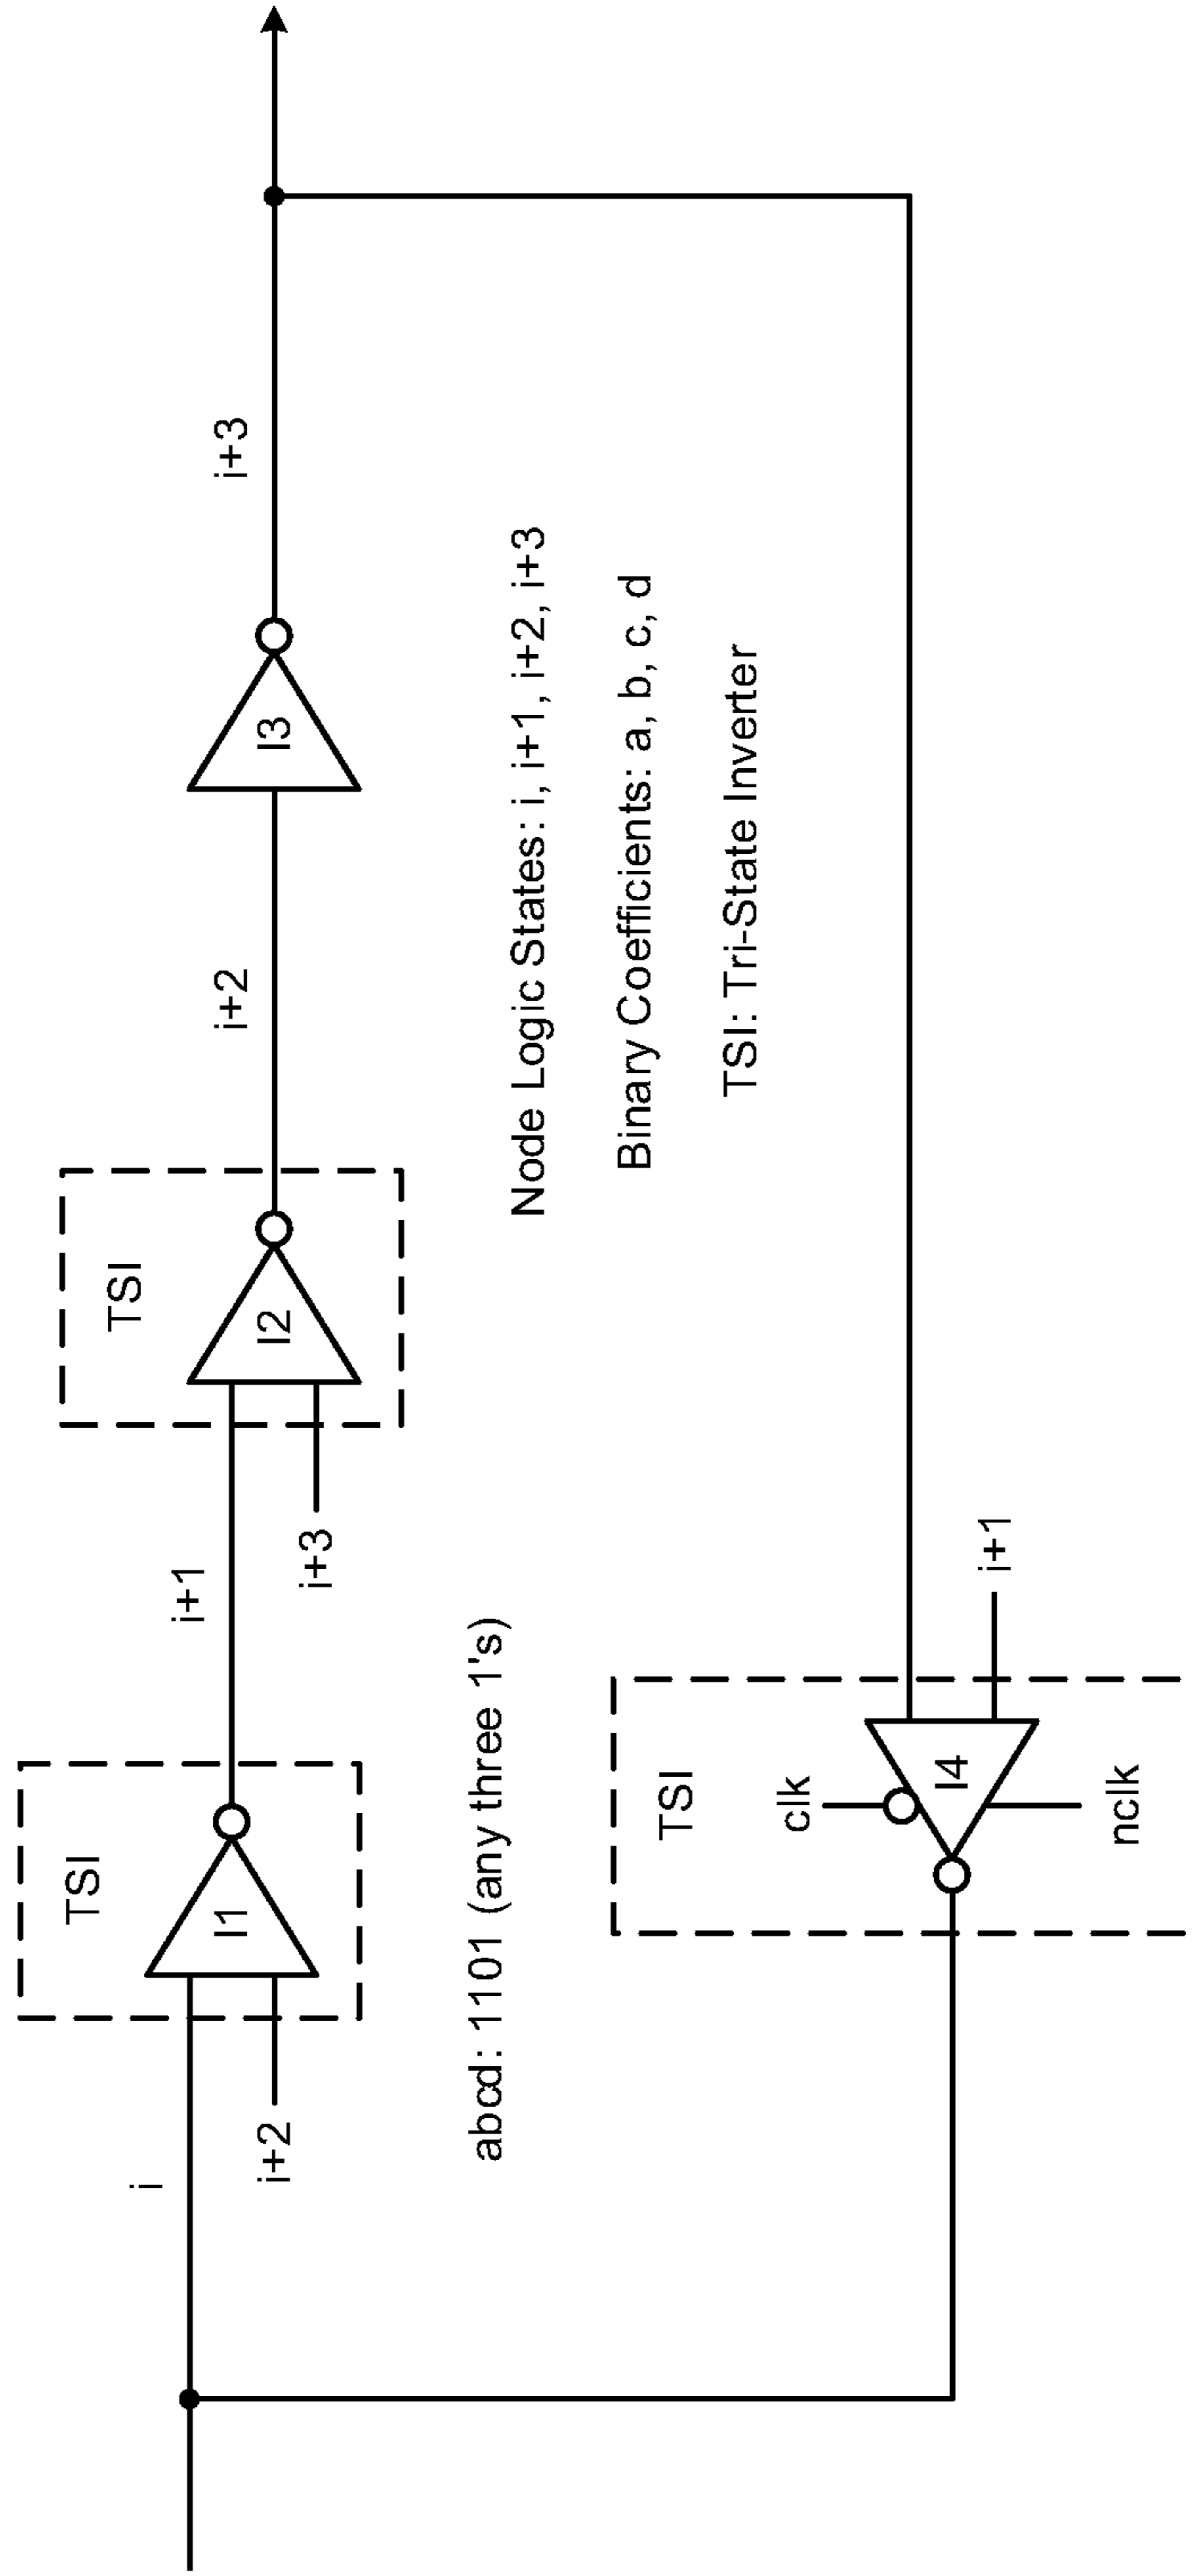 TSI
i
i+2
I1
i+1
TSI
i+3
I2
i+2
I3
i+3
abcd: 1101 (any three 1's)
Node Logic States: i, i+1, i+2, i+3
Binary Coefficients: a, b, c, d
TSI: Tri-State Inverter
TSI
clk
I4
i+1
nclk